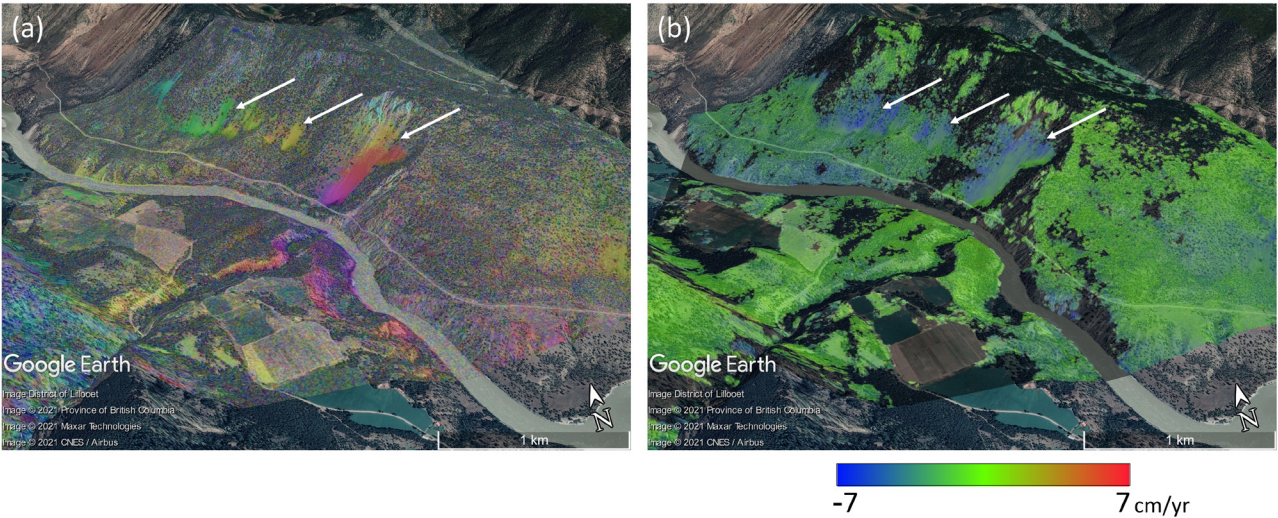 (a)
Google Earth
Image District of Lillooet
Image © 2021 Province of British Columbia
Image © 2021 Maxar Technologies
Image © 2021 CNES / Airbus
1 km
N
(b)
Google Earth
Image District of Lillooet
Image © 2021 Province of British Columbia
Image © 2021 Maxar Technologies
Image © 2021 CNES / Airbus
1 km
N
-7
7 cm/yr